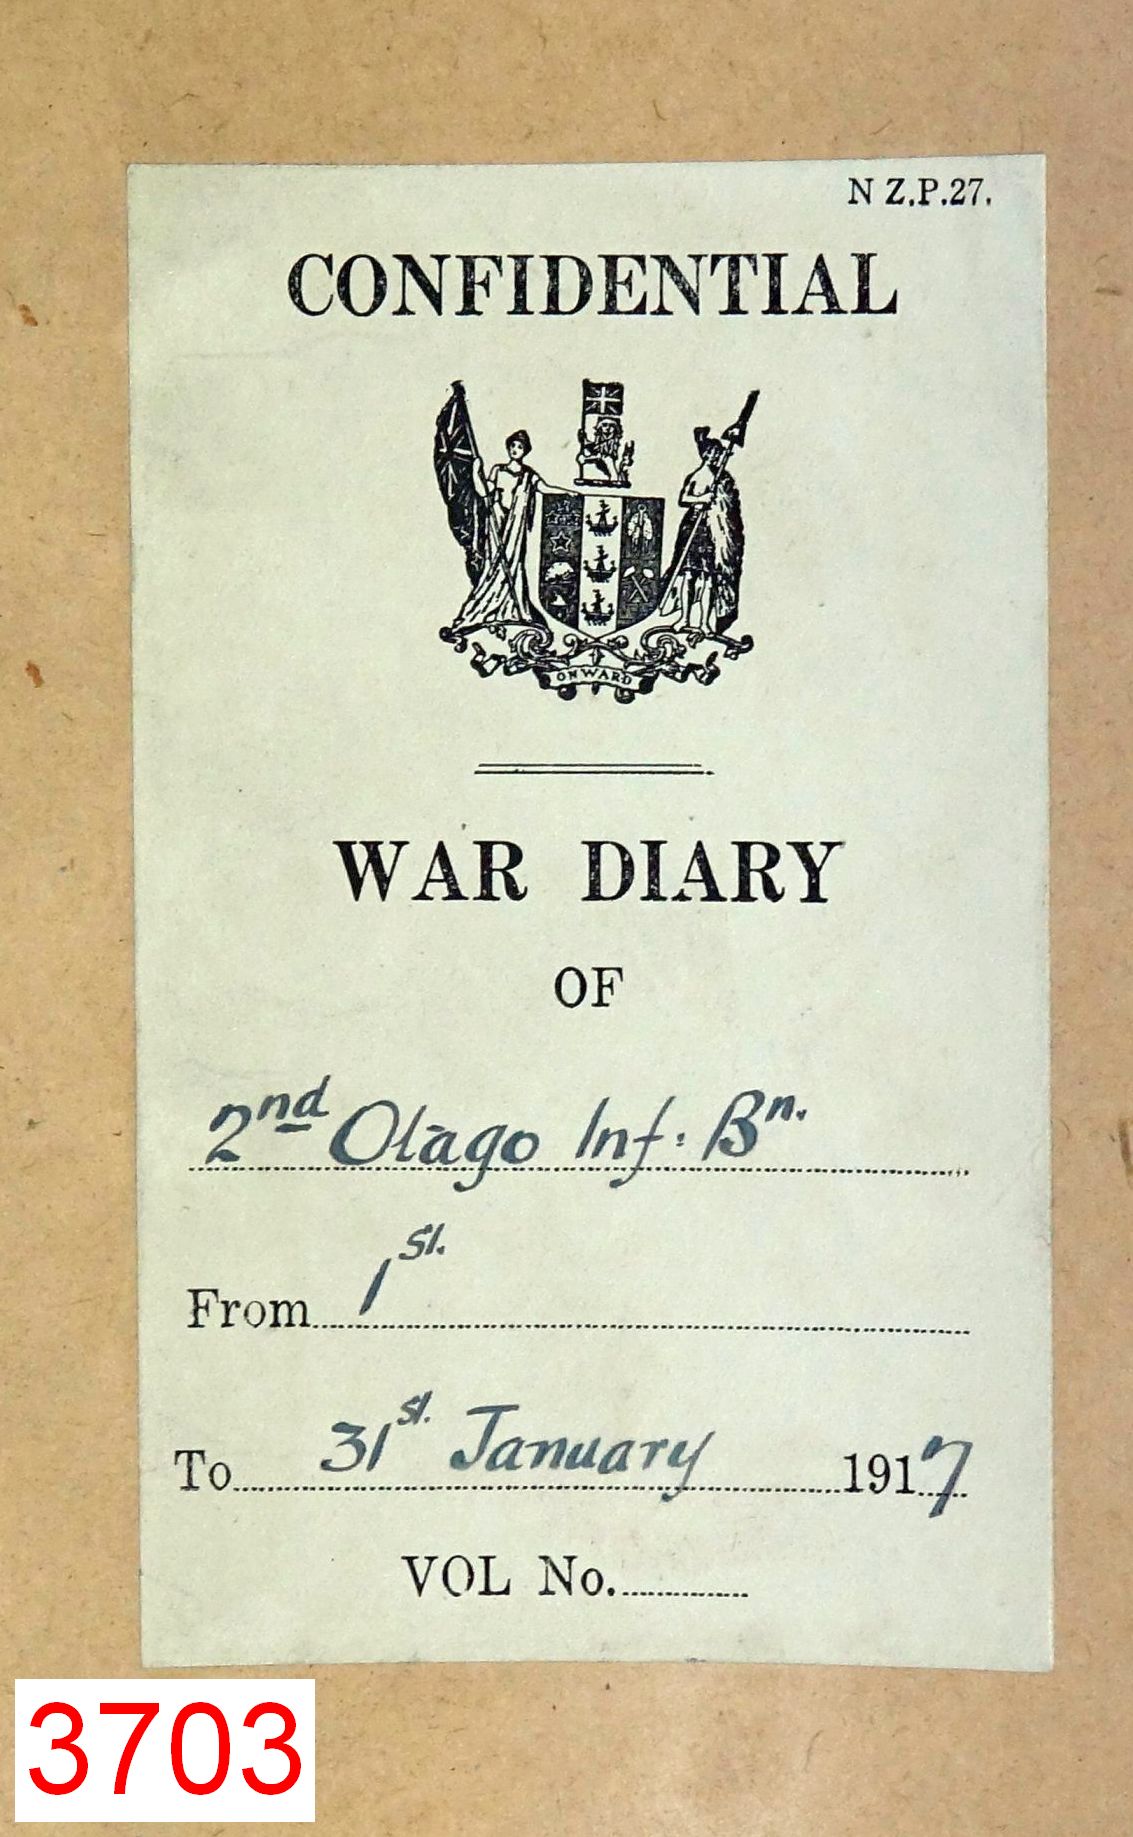 N Z.P.27.
CONFIDENTIAL
ONWARD
WAR DIARY
OF
2nd Otago Inf: Bn.
From 1st.
To 31st. January 1917
VOL No.
3703